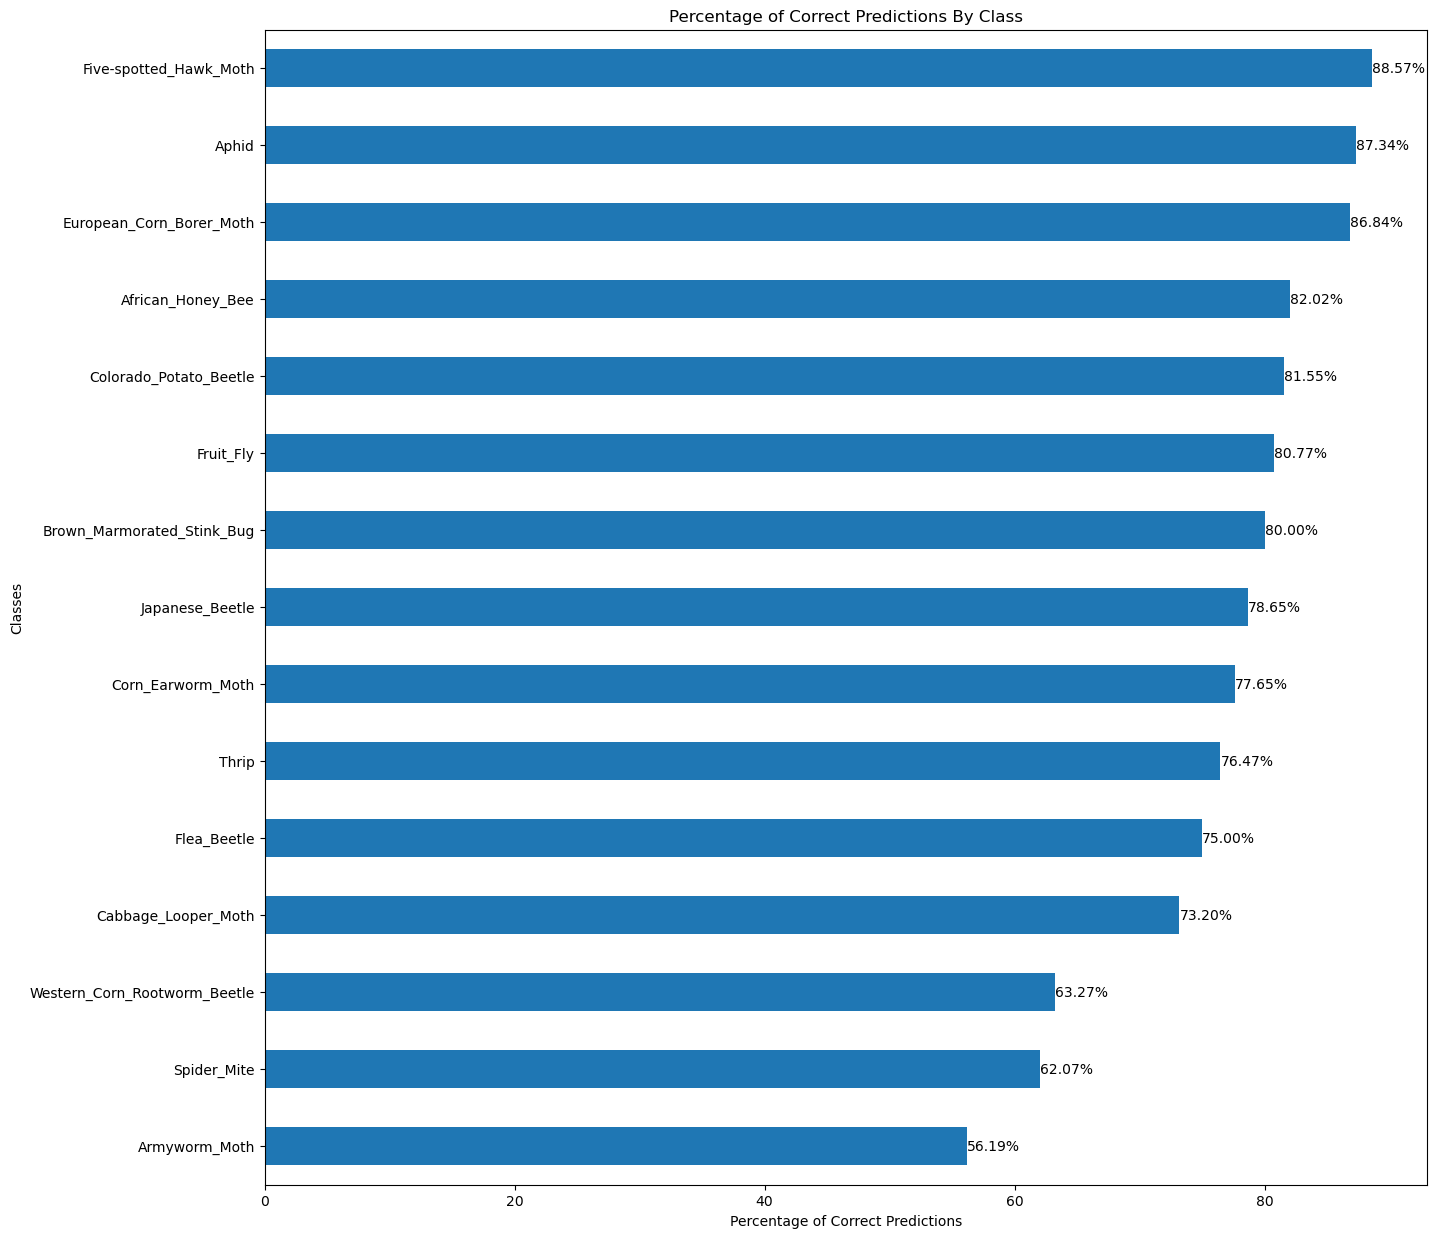 Percentage of Correct Predictions By Class
Five-spotted_Hawk_Moth 88.57%
Aphid 87.34%
European_Corn_Borer_Moth 86.84%
African_Honey_Bee 82.02%
Colorado_Potato_Beetle 81.55%
Fruit_Fly 80.77%
Brown_Marmorated_Stink_Bug 80.00%
Classes
Japanese_Beetle 78.65%
Corn_Earworm_Moth 77.65%
Thrip 76.47%
Flea_Beetle 75.00%
Cabbage_Looper_Moth 73.20%
Western_Corn_Rootworm_Beetle 63.27%
Spider_Mite 62.07%
Armyworm_Moth 56.19%
0 20 40 60 80
Percentage of Correct Predictions